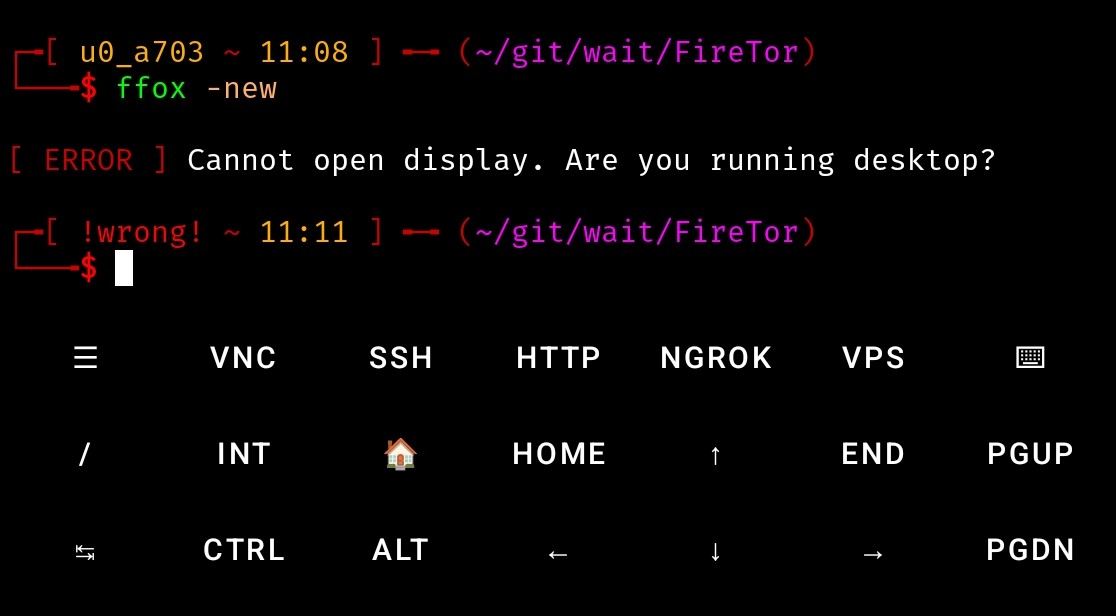 ┌─[ u0_a703 ~ 11:08 ] ── (~/git/wait/FireTor)
└───$ ffox -new
[ ERROR ] Cannot open display. Are you running desktop?
┌─[ !wrong! ~ 11:11 ] ── (~/git/wait/FireTor)
└───$
☰ VNC SSH HTTP NGROK VPS ⌨
/ INT 🏠 HOME ↑ END PGUP
↹ CTRL ALT ← ↓ → PGDN